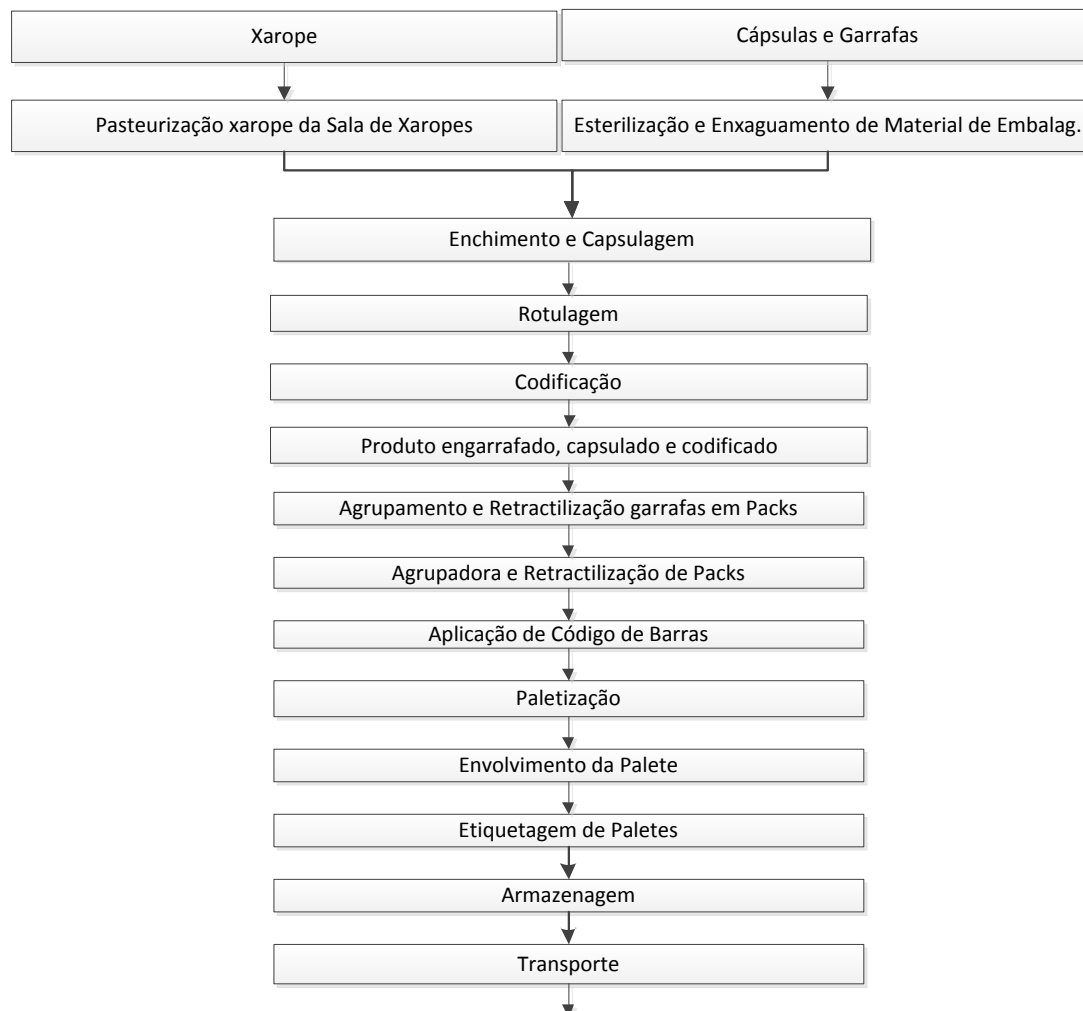 Xarope
Cápsulas e Garrafas
Pasteurização xarope da Sala de Xaropes
Esterilização e Enxaguamento de Material de Embalag.
Enchimento e Capsulagem
Rotulagem
Codificação
Produto engarrafado, capsulado e codificado
Agrupamento e Retractilização garrafas em Packs
Agrupadora e Retractilização de Packs
Aplicação de Código de Barras
Paletização
Envolvimento da Palete
Etiquetagem de Paletes
Armazenagem
Transporte